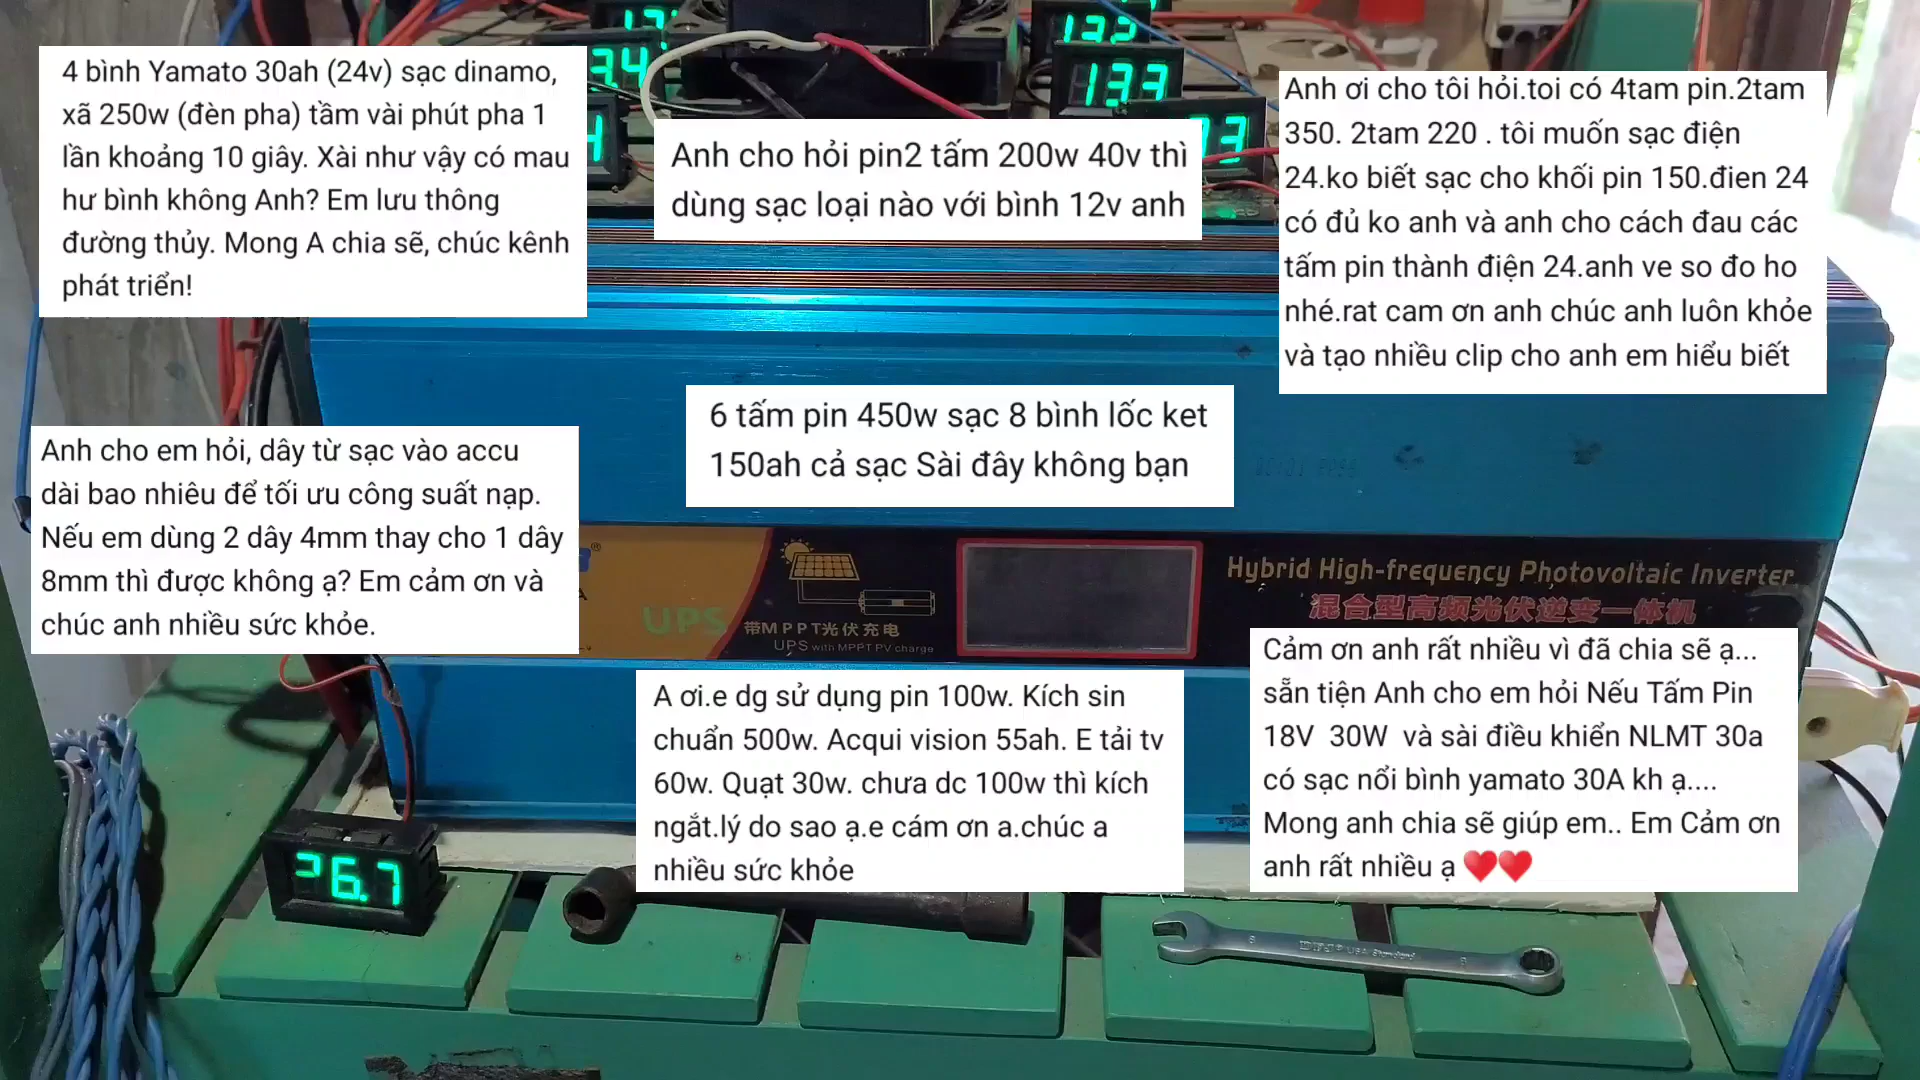 13.2
3.4
13.3
4 bình Yamato 30ah (24v) sạc dinamo,
xã 250w (đèn pha) tầm vài phút pha 1
lần khoảng 10 giây. Xài như vậy có mau
hư bình không Anh? Em lưu thông
đường thủy. Mong A chia sẽ, chúc kênh
phát triển!
Anh cho hỏi pin2 tấm 200w 40v thì
dùng sạc loại nào với bình 12v anh
Anh ơi cho tôi hỏi.toi có 4tam pin.2tam
350. 2tam 220 . tôi muốn sạc điện
24.ko biết sạc cho khối pin 150.đien 24
có đủ ko anh và anh cho cách đau các
tấm pin thành điện 24.anh ve so đo ho
nhé.rat cam ơn anh chúc anh luôn khỏe
và tạo nhiều clip cho anh em hiểu biết
6 tấm pin 450w sạc 8 bình lốc ket
150ah cả sạc Sài đây không bạn
Anh cho em hỏi, dây từ sạc vào accu
dài bao nhiêu để tối ưu công suất nạp.
Nếu em dùng 2 dây 4mm thay cho 1 dây
8mm thì được không ạ? Em cảm ơn và
chúc anh nhiều sức khỏe.
UPS
带MPPT光伏充电
UPS with MPPT PV charge
Hybrid High-frequency Photovoltaic Inverter
混合型高频光伏逆变一体机
A ơi.e dg sử dụng pin 100w. Kích sin
chuẩn 500w. Acqui vision 55ah. E tải tv
60w. Quạt 30w. chưa dc 100w thì kích
ngắt.lý do sao ạ.e cám ơn a.chúc a
nhiều sức khỏe
Cảm ơn anh rất nhiều vì đã chia sẽ ạ...
sẵn tiện Anh cho em hỏi Nếu Tấm Pin
18V 30W và sài điều khiển NLMT 30a
có sạc nổi bình yamato 30A kh ạ....
Mong anh chia sẽ giúp em.. Em Cảm ơn
anh rất nhiều ạ ♥️♥️
26.7